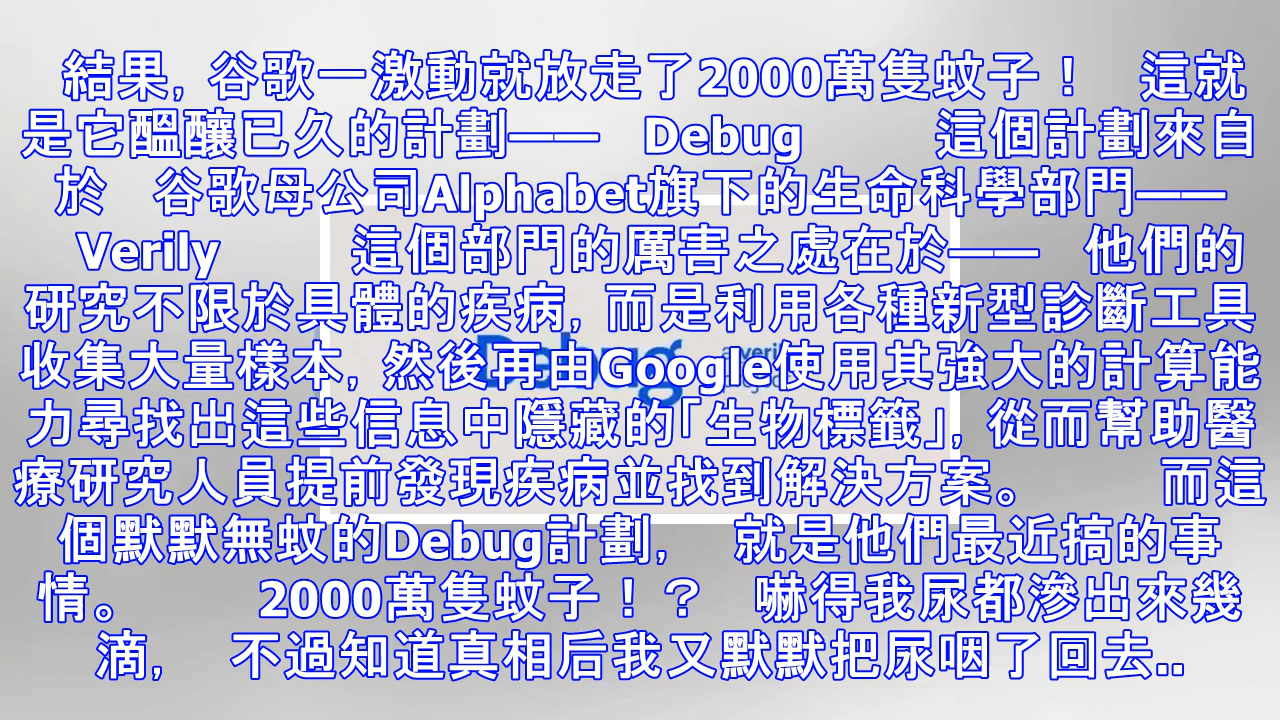 結果, 谷歌一激動就放走了2000萬隻蚊子！　這就
是它醞釀已久的計劃——　Debug　　　這個計劃來自
於　谷歌母公司Alphabet旗下的生命科學部門——
Verily　　　這個部門的厲害之處在於——　他們的
研究不限於具體的疾病, 而是利用各種新型診斷工具
收集大量樣本, 然後再由Google使用其強大的計算能
力尋找出這些信息中隱藏的「生物標籤」, 從而幫助醫
療研究人員提前發現疾病並找到解決方案。　　　而這
個默默無蚊的Debug計劃,　就是他們最近搞的事
情。　　　2000萬隻蚊子！？　嚇得我尿都滲出來幾
滴,　不過知道真相后我又默默把尿咽了回去..
Debug